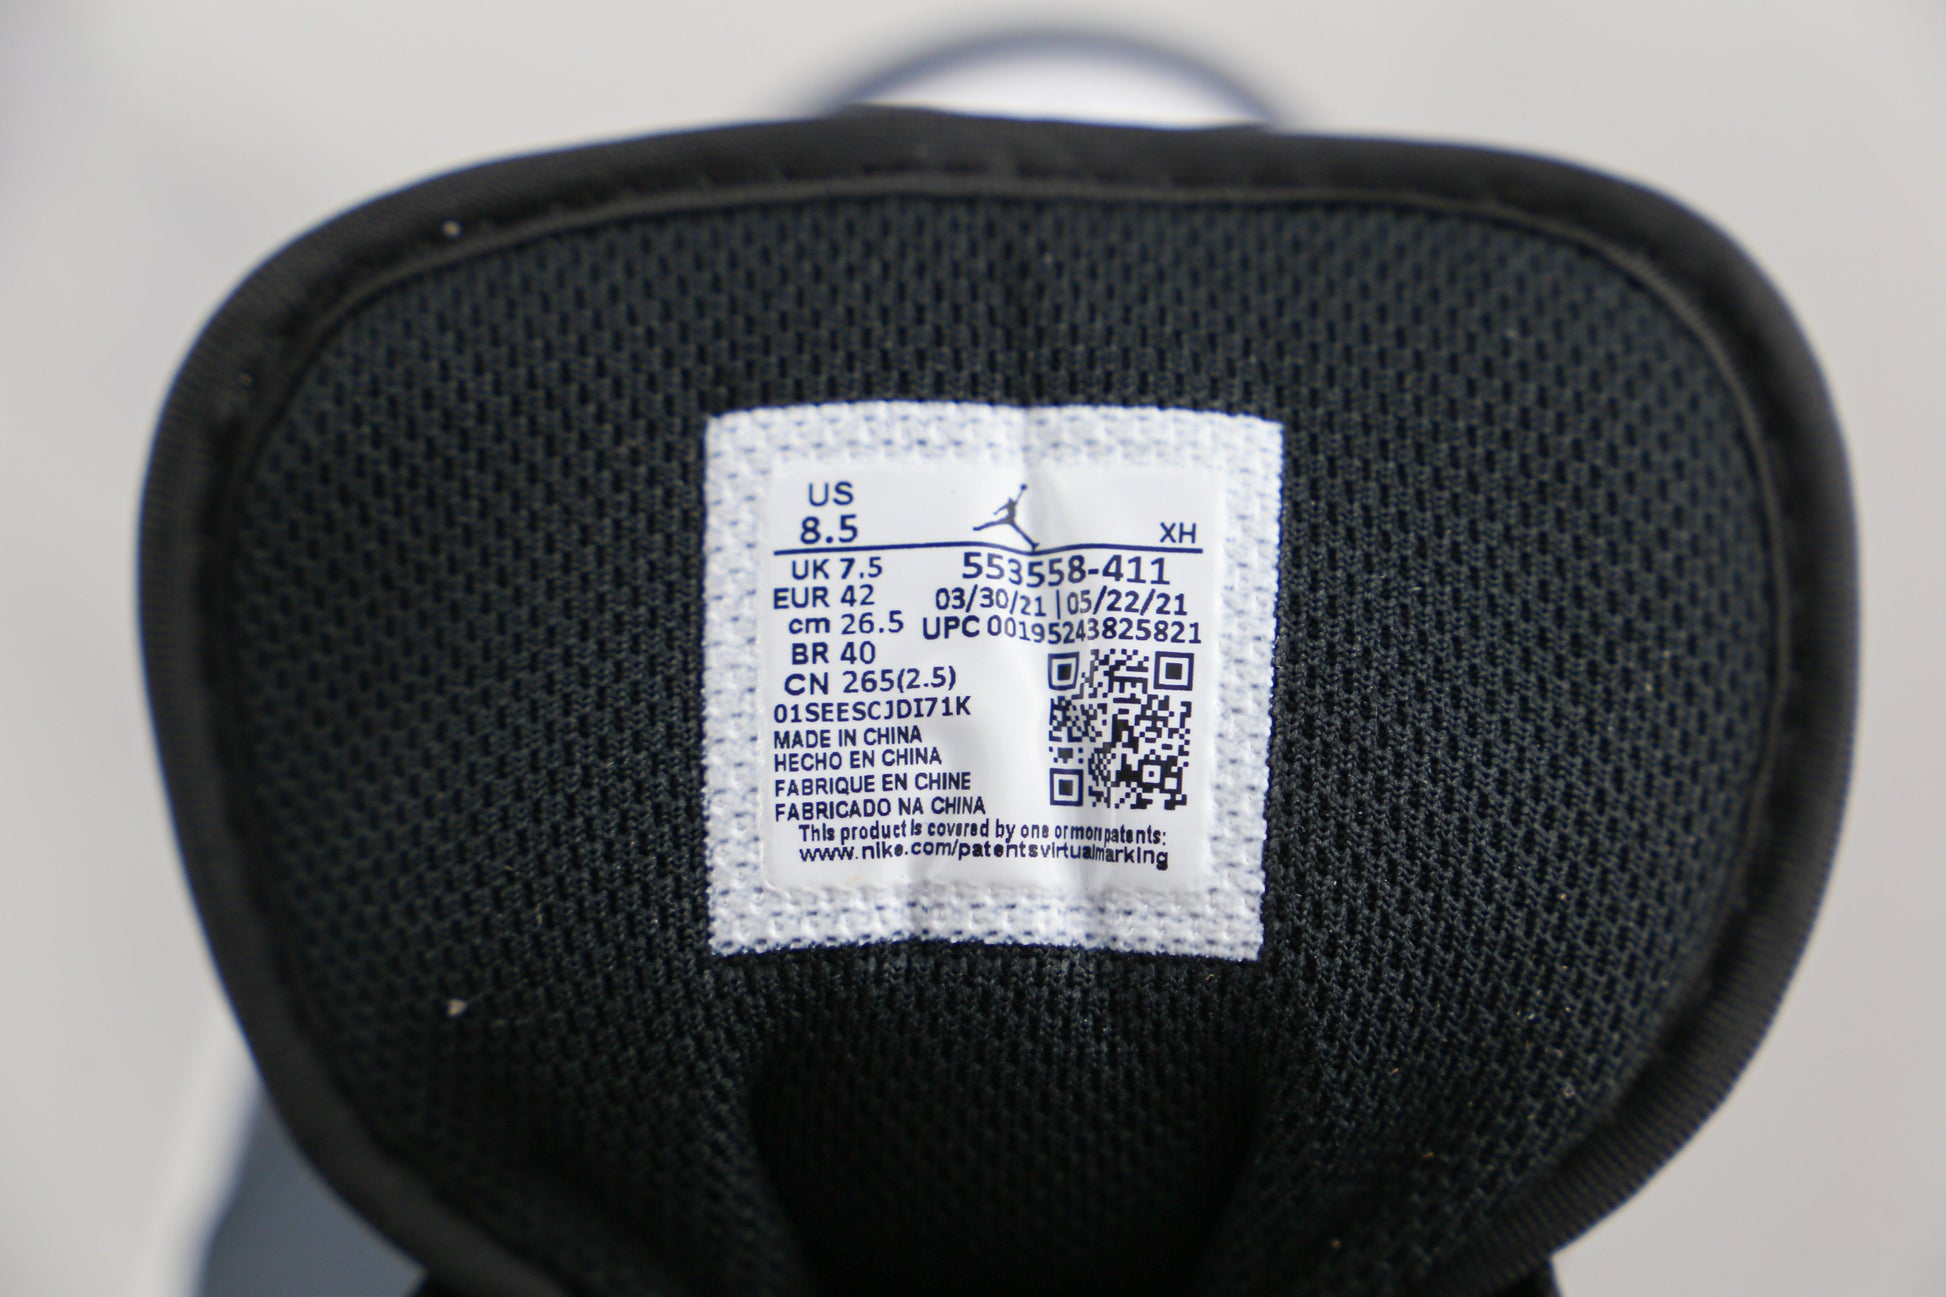 US
8.5
XH
UK 7.5
553558-411
EUR 42
03/30/21 | 05/22/21
cm 26.5
UPC 00195243825821
BR 40
CN 265(2.5)
01SEESCJDI71K
MADE IN CHINA
HECHO EN CHINA
FABRIQUE EN CHINE
FABRICADO NA CHINA
This product is covered by one or more patents:
www.nike.com/patentsvirtualmarking